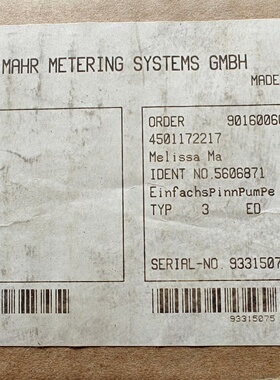 MAHR METERING SYSTEMS GMBH
MADE
ORDER 9016006
4501172217
Melissa Ma
IDENT NO.5606871
EinfachsPinnPumPe
TYP 3 ED
SERIAL-NO 9331507
93315075